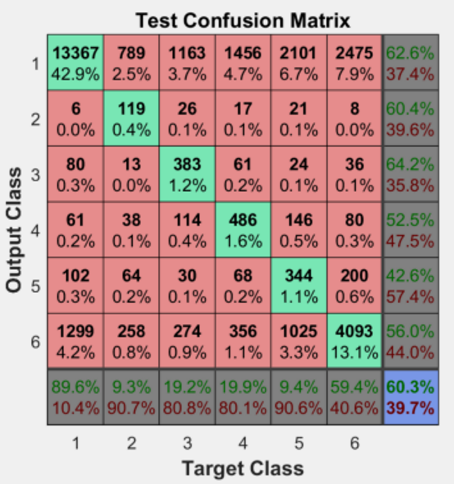 Test Confusion Matrix
13367 789 1163 1456 2101 2475 62.6%
1
42.9% 2.5% 3.7% 4.7% 6.7% 7.9% 37.4%
6 119 26 17 21 8 60.4%
2
0.0% 0.4% 0.1% 0.1% 0.1% 0.0% 39.6%
80 13 383 61 24 36 64.2%
3
0.3% 0.0% 1.2% 0.2% 0.1% 0.1% 35.8%
61 38 114 486 146 80 52.5%
4
0.2% 0.1% 0.4% 1.6% 0.5% 0.3% 47.5%
102 64 30 68 344 200 42.6%
5
0.3% 0.2% 0.1% 0.2% 1.1% 0.6% 57.4%
1299 258 274 356 1025 4093 56.0%
6
4.2% 0.8% 0.9% 1.1% 3.3% 13.1% 44.0%
89.6% 9.3% 19.2% 19.9% 9.4% 59.4% 60.3%
10.4% 90.7% 80.8% 80.1% 90.6% 40.6% 39.7%
1 2 3 4 5 6
Target Class
Output Class